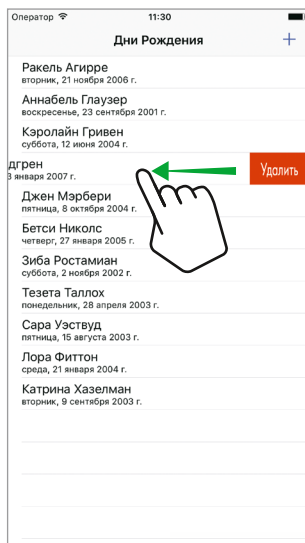 Оператор 11:30
Дни Рождения +
Ракель Агирре
вторник, 21 ноября 2006 г.
Аннабель Глаузер
воскресенье, 23 сентября 2001 г.
Кэролайн Гривен
суббота, 12 июня 2004 г.
дгрен
3 января 2007 г.
Удалить
Джен Мэрбери
пятница, 8 октября 2004 г.
Бетси Николс
четверг, 27 января 2005 г.
Зиба Ростамиан
суббота, 2 ноября 2002 г.
Тезета Таллох
понедельник, 28 апреля 2003 г.
Сара Уэствуд
пятница, 15 августа 2003 г.
Лора Фиттон
среда, 21 января 2004 г.
Катрина Хазелман
вторник, 9 сентября 2003 г.